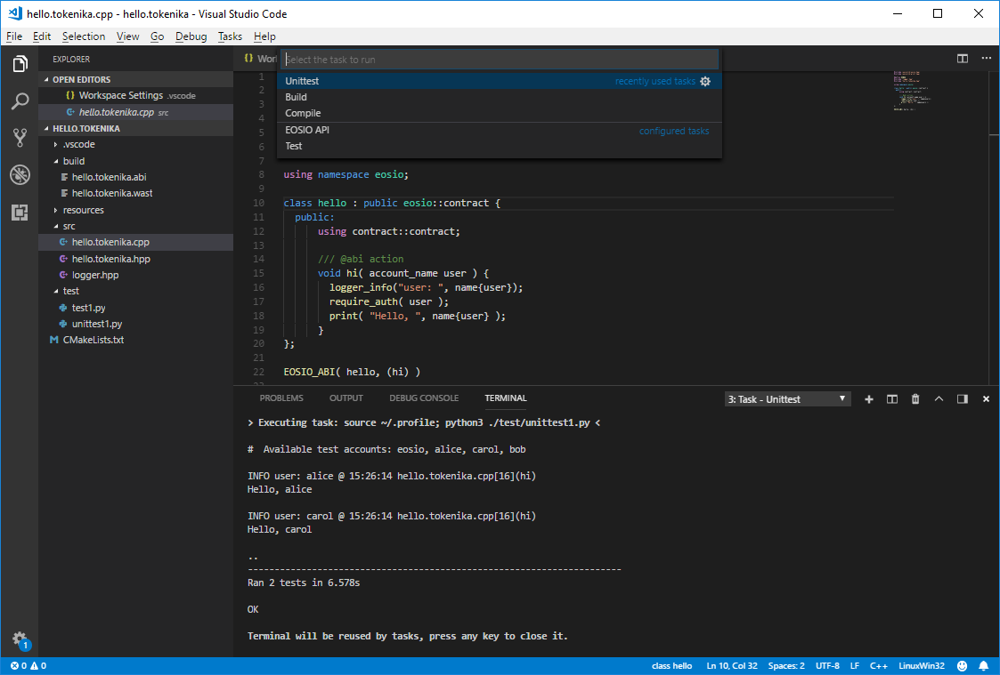 hello.tokenika.cpp - hello.tokenika - Visual Studio Code
File Edit Selection View Go Debug Tasks Help
EXPLORER
OPEN EDITORS
{} Workspace Settings .vscode
hello.tokenika.cpp src
HELLO.TOKENIKA
.vscode
build
hello.tokenika.abi
hello.tokenika.wast
resources
src
hello.tokenika.cpp
hello.tokenika.hpp
logger.hpp
test
test1.py
unittest1.py
CMakeLists.txt
1
{} Wor
Select the task to run
Unittest recently used tasks
Build
Compile
EOSIO API configured tasks
Test
1
2
3
4
5
6
7
8 using namespace eosio;
9
10 class hello : public eosio::contract {
11 public:
12 using contract::contract;
13
14 /// @abi action
15 void hi( account_name user ) {
16 logger_info("user: ", name{user});
17 require_auth( user );
18 print( "Hello, ", name{user} );
19 }
20 };
21
22 EOSIO_ABI( hello, (hi) )
23
PROBLEMS OUTPUT DEBUG CONSOLE TERMINAL 3: Task - Unittest
> Executing task: source ~/.profile; python3 ./test/unittest1.py <
# Available test accounts: eosio, alice, carol, bob
INFO user: alice @ 15:26:14 hello.tokenika.cpp[16](hi)
Hello, alice
INFO user: carol @ 15:26:14 hello.tokenika.cpp[16](hi)
Hello, carol
..
----------------------------------------------------------------------
Ran 2 tests in 6.578s
OK
Terminal will be reused by tasks, press any key to close it.
0 0 class hello Ln 10, Col 32 Spaces: 2 UTF-8 LF C++ LinuxWin32